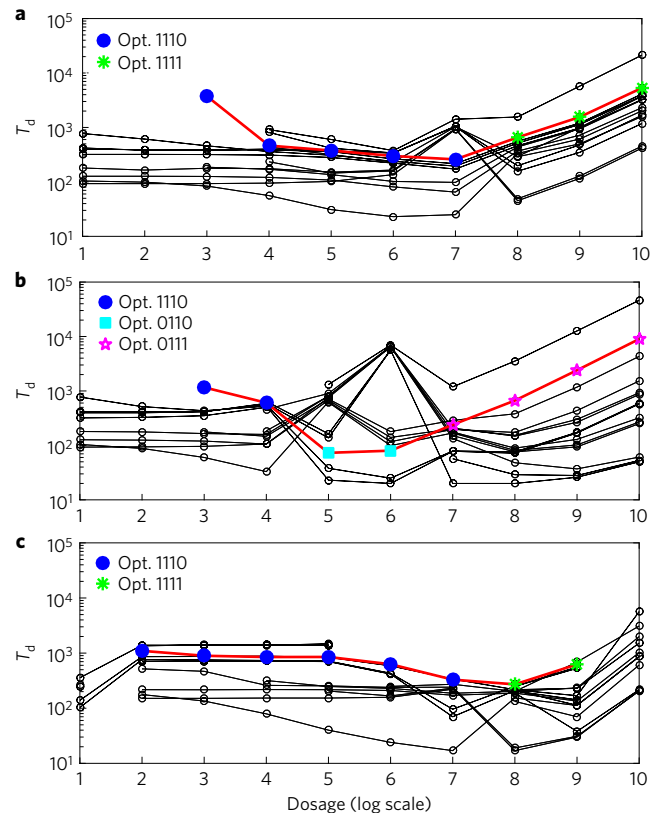 a
10^5
10^4
10^3
10^2
10^1
T_d
Opt. 1110
Opt. 1111
1 2 3 4 5 6 7 8 9 10
b
10^5
10^4
10^3
10^2
10^1
T_d
Opt. 1110
Opt. 0110
Opt. 0111
1 2 3 4 5 6 7 8 9 10
c
10^5
10^4
10^3
10^2
10^1
T_d
Opt. 1110
Opt. 1111
1 2 3 4 5 6 7 8 9 10
Dosage (log scale)